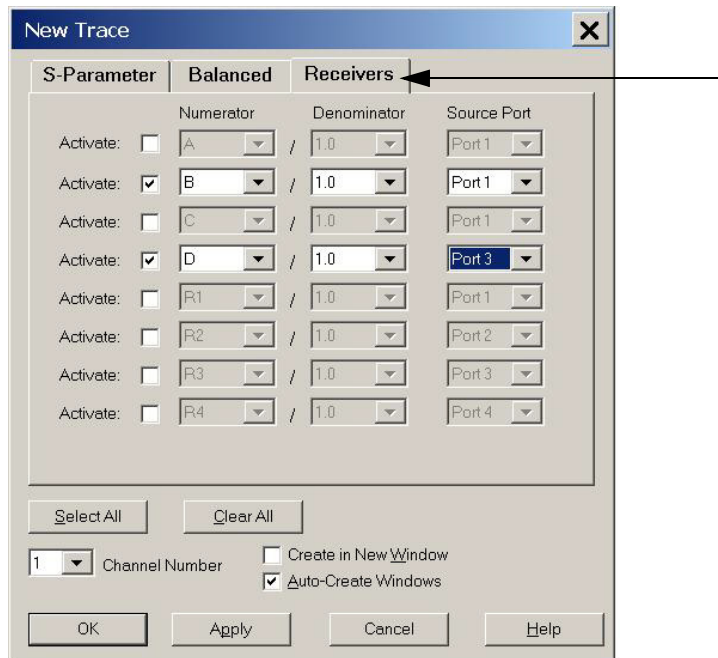 New Trace
S-Parameter Balanced Receivers
Numerator Denominator Source Port
Activate: A / 1.0 Port 1
Activate: B / 1.0 Port 1
Activate: C / 1.0 Port 1
Activate: D / 1.0 Port 3
Activate: R1 / 1.0 Port 1
Activate: R2 / 1.0 Port 2
Activate: R3 / 1.0 Port 3
Activate: R4 / 1.0 Port 4
Select All Clear All
1 Channel Number
Create in New Window
Auto-Create Windows
OK Apply Cancel Help